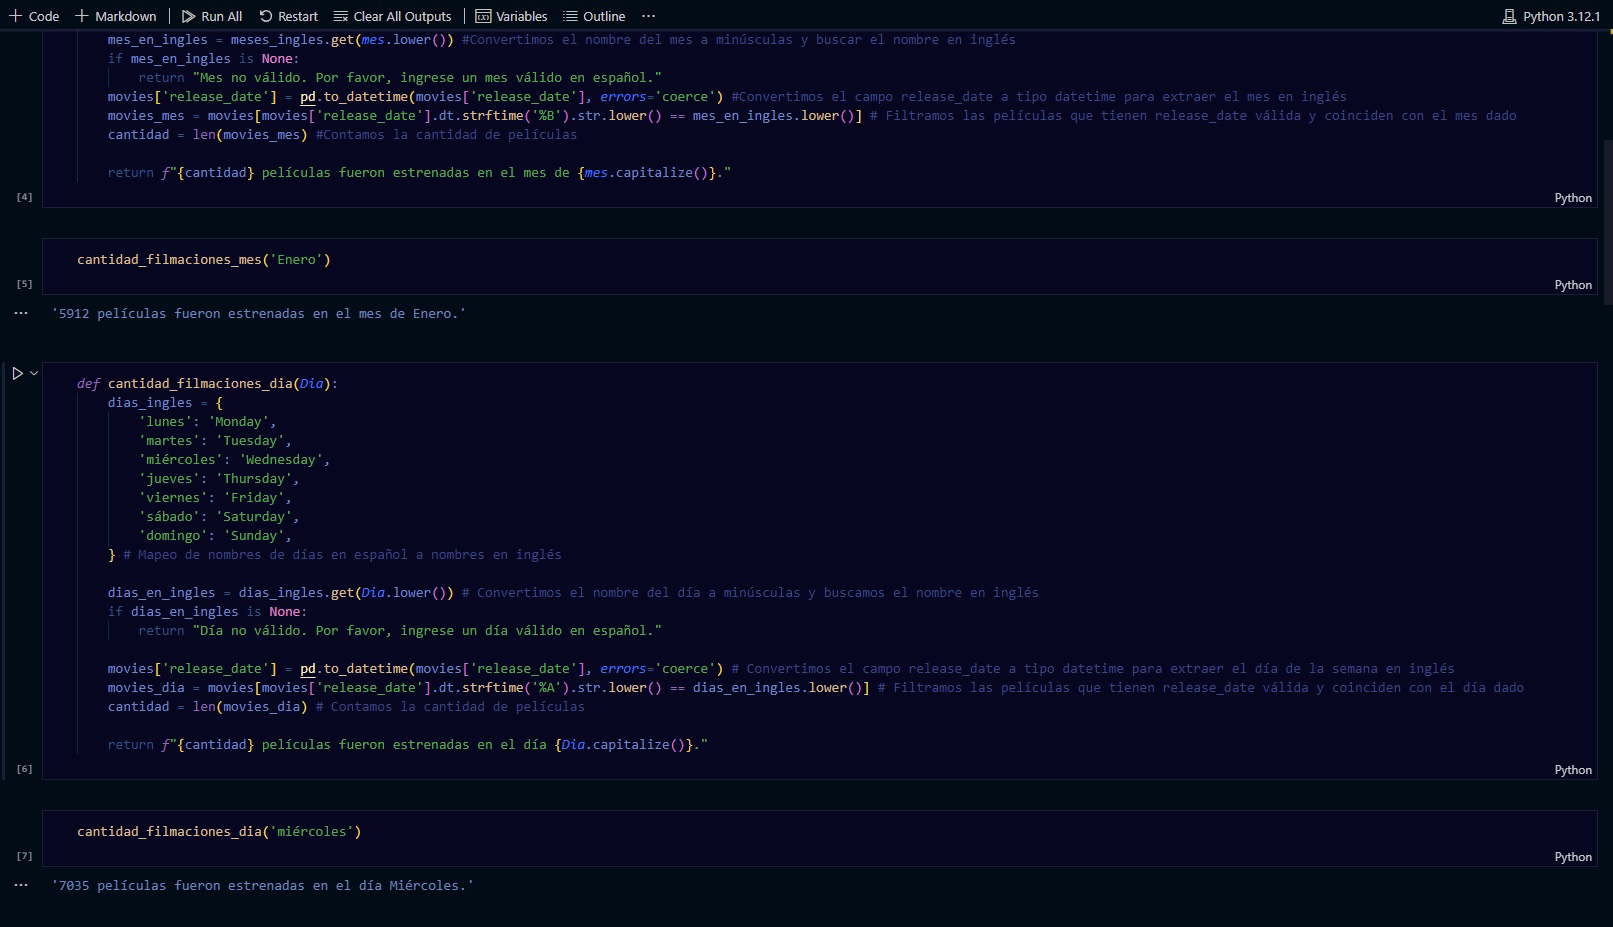 Code Markdown Run All Restart Clear All Outputs Variables Outline ... Python 3.12.1
mes_en_ingles = meses_ingles.get(mes.lower()) #Convertimos el nombre del mes a minúsculas y buscar el nombre en inglés
if mes_en_ingles is None:
return "Mes no válido. Por favor, ingrese un mes válido en español."
movies['release_date'] = pd.to_datetime(movies['release_date'], errors='coerce') #Convertimos el campo release_date a tipo datetime para extraer el mes en inglés
movies_mes = movies[movies['release_date'].dt.strftime('%B').str.lower() == mes_en_ingles.lower()] # Filtramos las películas que tienen release_date válida y coinciden con el mes dado
cantidad = len(movies_mes) #Contamos la cantidad de películas
return f"{cantidad} películas fueron estrenadas en el mes de {mes.capitalize()}."
[4] Python
cantidad_filmaciones_mes('Enero')
[5] Python
... '5912 películas fueron estrenadas en el mes de Enero.'
def cantidad_filmaciones_dia(Dia):
dias_ingles = {
'lunes': 'Monday',
'martes': 'Tuesday',
'miércoles': 'Wednesday',
'jueves': 'Thursday',
'viernes': 'Friday',
'sábado': 'Saturday',
'domingo': 'Sunday',
} # Mapeo de nombres de días en español a nombres en inglés
dias_en_ingles = dias_ingles.get(Dia.lower()) # Convertimos el nombre del día a minúsculas y buscamos el nombre en inglés
if dias_en_ingles is None:
return "Día no válido. Por favor, ingrese un día válido en español."
movies['release_date'] = pd.to_datetime(movies['release_date'], errors='coerce') # Convertimos el campo release_date a tipo datetime para extraer el día de la semana en inglés
movies_dia = movies[movies['release_date'].dt.strftime('%A').str.lower() == dias_en_ingles.lower()] # Filtramos las películas que tienen release_date válida y coinciden con el día dado
cantidad = len(movies_dia) # Contamos la cantidad de películas
return f"{cantidad} películas fueron estrenadas en el día {Dia.capitalize()}."
[6] Python
cantidad_filmaciones_dia('miércoles')
[7] Python
... '7035 películas fueron estrenadas en el día Miércoles.'